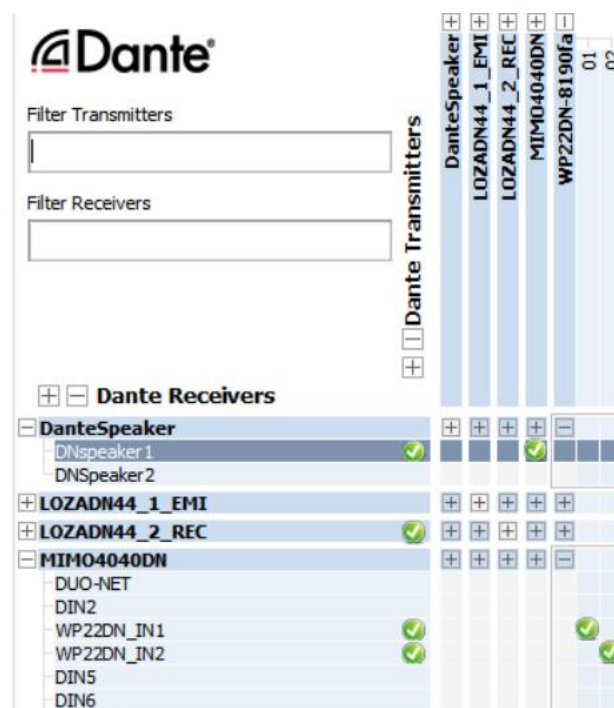 Dante®
Filter Transmitters
Filter Receivers
Dante Transmitters
DanteSpeaker
LOZADN44_1_EMI
LOZADN44_2_REC
MIMO4040DN
WP22DN-8190fa
01
02
Dante Receivers
DanteSpeaker
DNspeaker1
DNSpeaker2
LOZADN44_1_EMI
LOZADN44_2_REC
MIMO4040DN
DUO-NET
DIN2
WP22DN_IN1
WP22DN_IN2
DIN5
DIN6